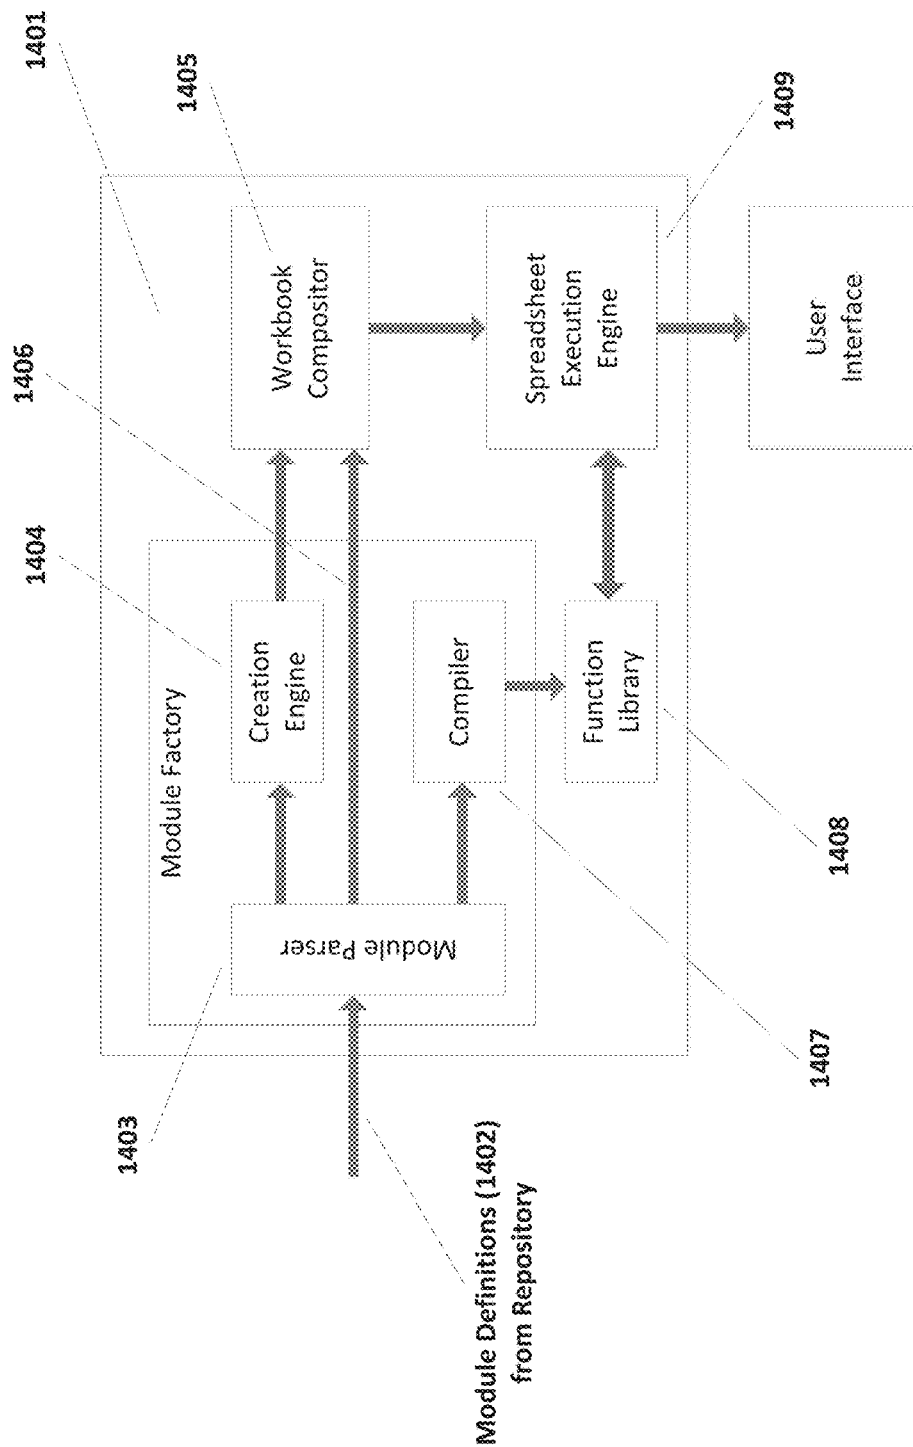 1401
1405
1406
1404
1409
Module Factory
Creation
Engine
Workbook
Compositor
1403
Module Parser
Compiler
Spreadsheet
Execution
Engine
Function
Library
Module Definitions (1402)
from Repository
1407
1408
User
Interface